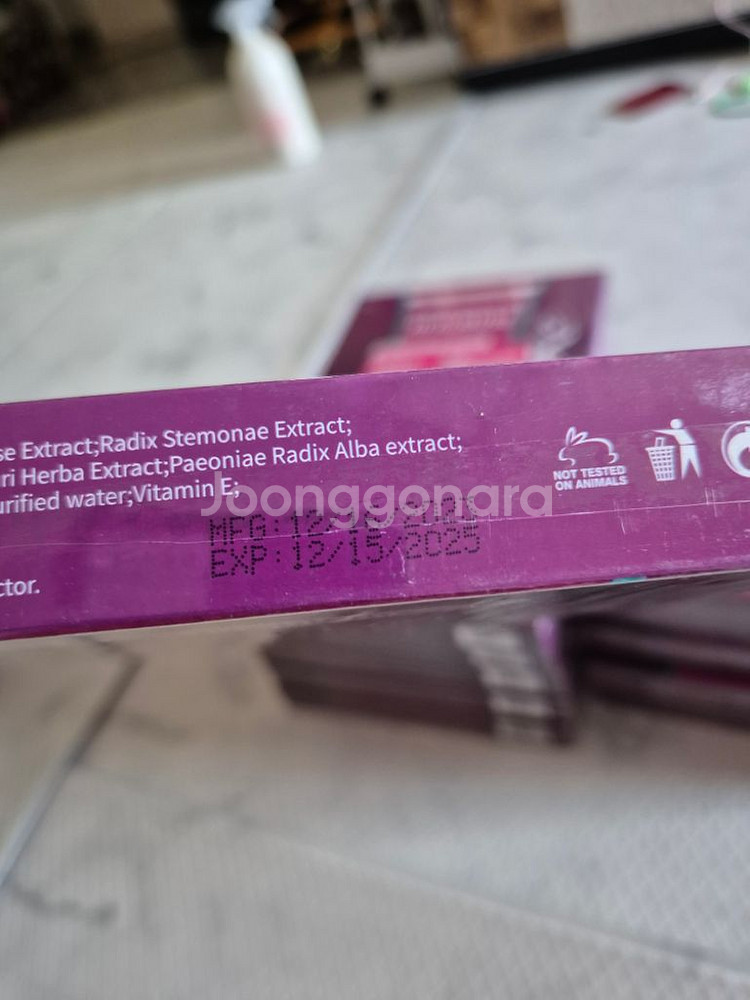 se Extract;Radix Stemonae Extract;
ri Herba Extract;Paeoniae Radix Alba extract;
urified water;Vitamin E;
Joonggonara
EXP:12/15/2025
ctor.
NOT TESTED
ON ANIMALS